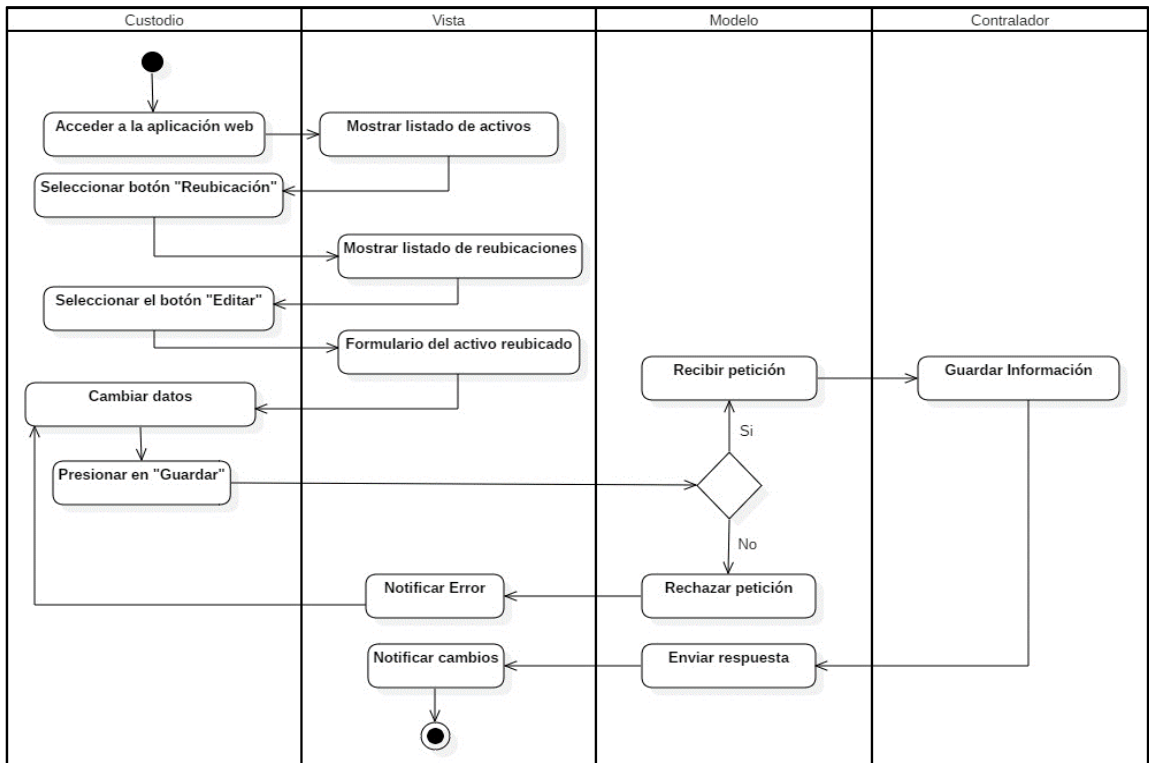 Custodio
Vista
Modelo
Contralador
Acceder a la aplicación web
Mostrar listado de activos
Seleccionar botón "Reubicación"
Mostrar listado de reubicaciones
Seleccionar el botón "Editar"
Formulario del activo reubicado
Recibir petición
Guardar Información
Cambiar datos
Si
Presionar en "Guardar"
No
Notificar Error
Rechazar petición
Notificar cambios
Enviar respuesta